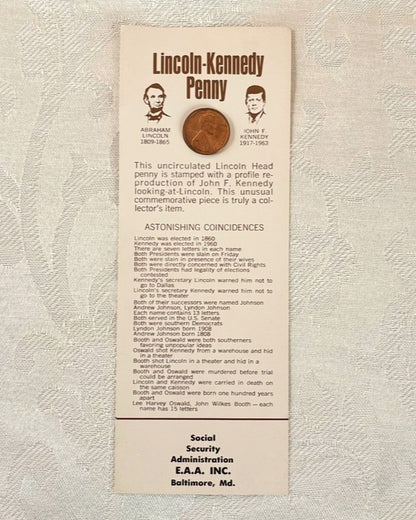 Lincoln-Kennedy
Penny
ABRAHAM
LINCOLN
1809-1865
JOHN F.
KENNEDY
1917-1963
This uncirculated Lincoln Head
penny is stamped with a profile re-
production of John F. Kennedy
looking-at-Lincoln. This unusual
commemorative piece is truly a col-
lector's item.
ASTONISHING COINCIDENCES
Lincoln was elected in 1860
Kennedy was elected in 1960
There are seven letters in each name
Both Presidents were slain on Friday
Both were slain in presence of their wives
Both were directly concerned with Civil Rights
Both Presidents had legality of elections
contested
Kennedy's secretary Lincoln warned him not to
go to Dallas
Lincoln's secretary Kennedy warned him not to
go to the theater
Both of their successors were named Johnson
Andrew Johnson, Lyndon Johnson
Each name contains 13 letters
Both served in the U.S. Senate
Both were southern Democrats
Lyndon Johnson born 1908
Andrew Johnson born 1808
Booth and Oswald were both southerners
favoring unpopular ideas
Oswald shot Kennedy from a warehouse and hid
in a theater
Booth shot Lincoln in a theater and hid in a
warehouse
Booth and Oswald were murdered before trial
could be arranged
Lincoln and Kennedy were carried in death on
the same caisson
Booth and Oswald were born one hundred years
apart
Lee Harvey Oswald, John Wilkes Booth — each
name has 15 letters
Social
Security
Administration
E.A.A. INC.
Baltimore, Md.